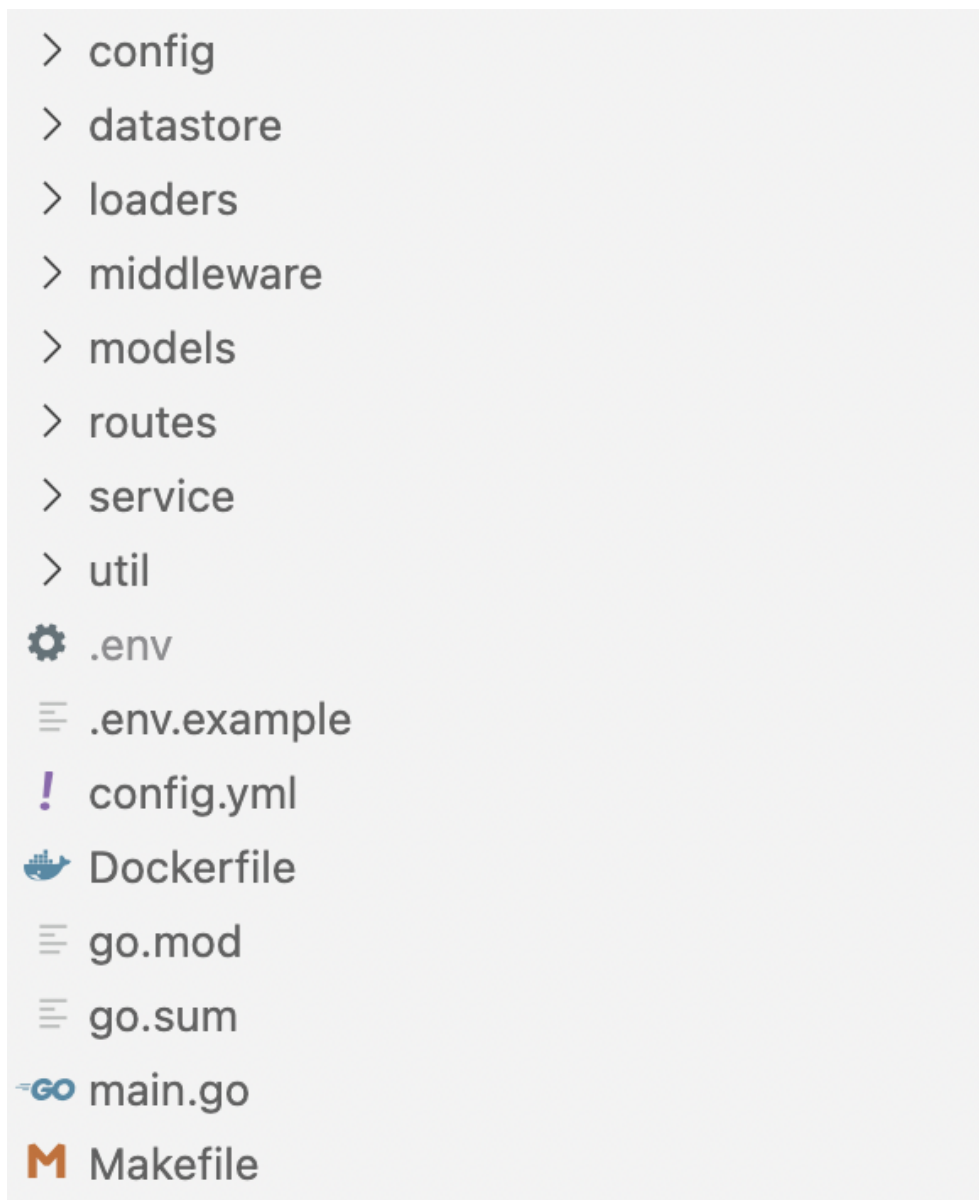 config
datastore
loaders
middleware
models
routes
service
util
.env
.env.example
! config.yml
Dockerfile
go.mod
go.sum
GO main.go
M Makefile